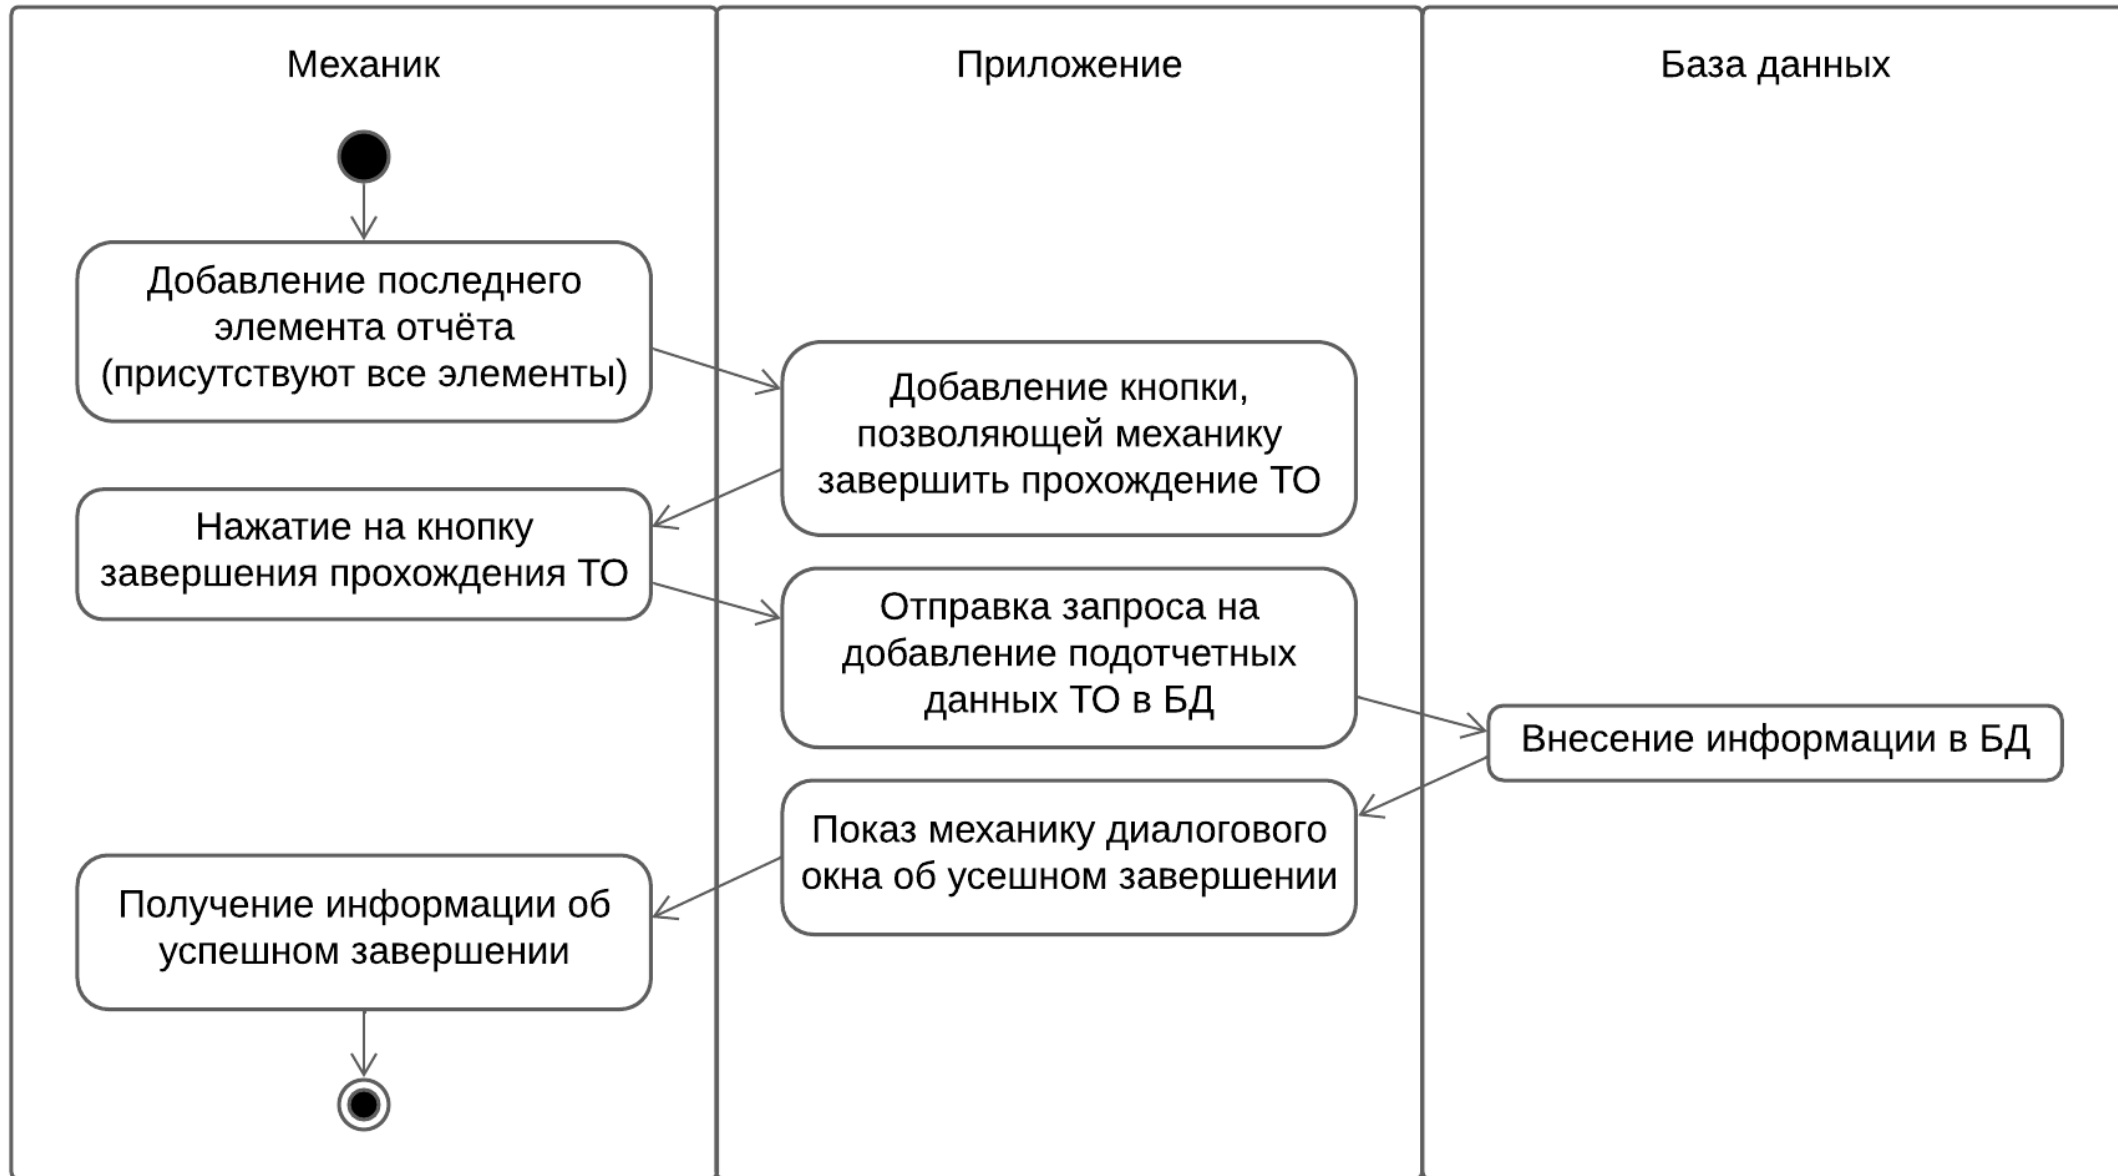 Механик
Приложение
База данных
Добавление последнего
элемента отчёта
(присутствуют все элементы)
Добавление кнопки,
позволяющей механику
завершить прохождение ТО
Нажатие на кнопку
завершения прохождения ТО
Отправка запроса на
добавление подотчетных
данных ТО в БД
Внесение информации в БД
Показ механику диалогового
окна об усешном завершении
Получение информации об
успешном завершении